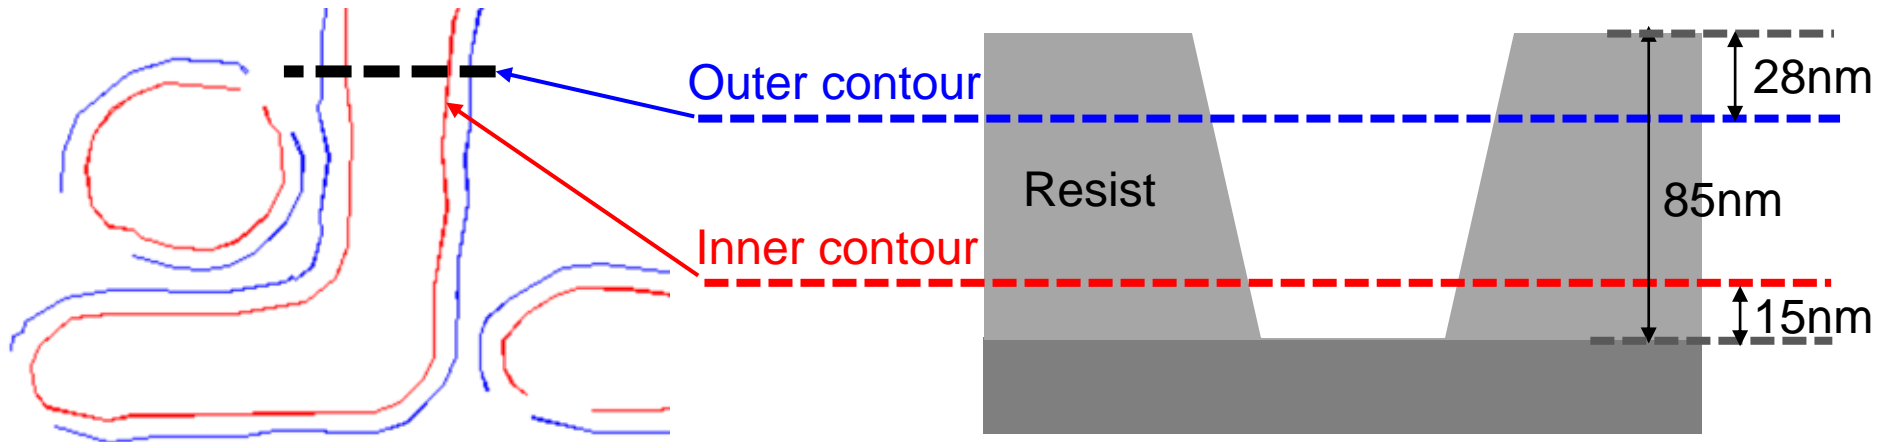 Outer contour
28nm
Resist
85nm
Inner contour
15nm